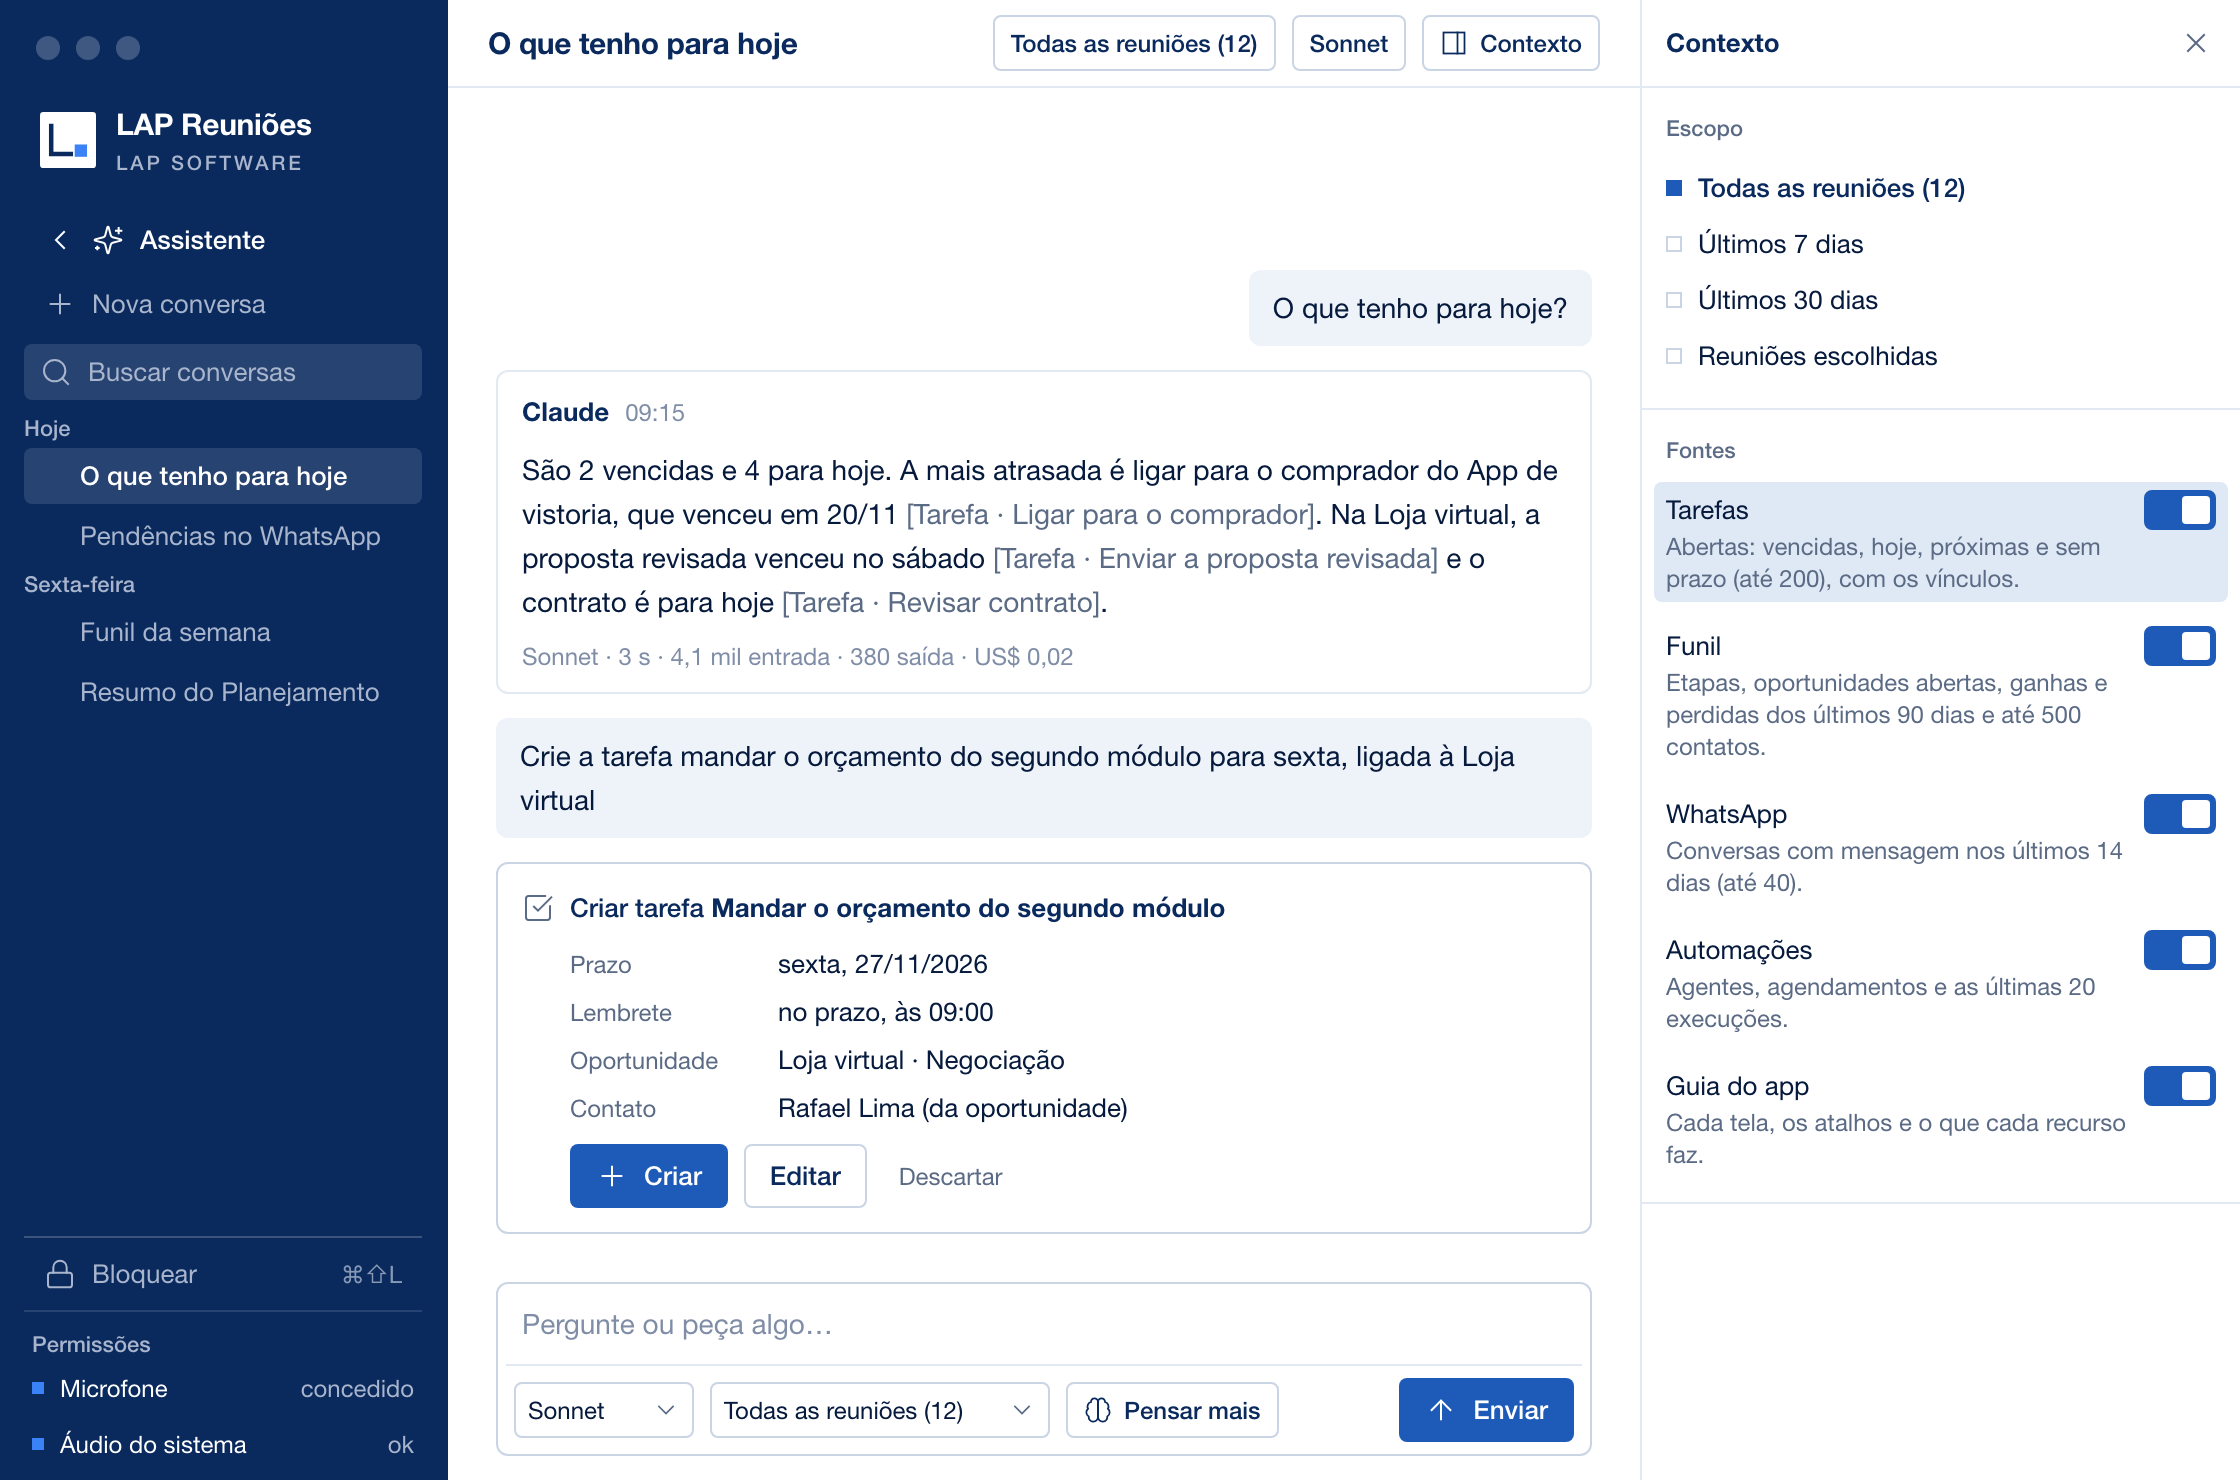 LAP Reuniões
LAP SOFTWARE
Assistente
Nova conversa
Buscar conversas
Hoje
O que tenho para hoje
Pendências no WhatsApp
Sexta-feira
Funil da semana
Resumo do Planejamento
Bloquear ⌘⇧L
Permissões
Microfone concedido
Áudio do sistema ok
O que tenho para hoje
Todas as reuniões (12)
Sonnet
Contexto
O que tenho para hoje?
Claude 09:15
São 2 vencidas e 4 para hoje. A mais atrasada é ligar para o comprador do App de
vistoria, que venceu em 20/11 [Tarefa · Ligar para o comprador]. Na Loja virtual, a
proposta revisada venceu no sábado [Tarefa · Enviar a proposta revisada] e o
contrato é para hoje [Tarefa · Revisar contrato].
Sonnet · 3 s · 4,1 mil entrada · 380 saída · US$ 0,02
Crie a tarefa mandar o orçamento do segundo módulo para sexta, ligada à Loja
virtual
Criar tarefa Mandar o orçamento do segundo módulo
Prazo sexta, 27/11/2026
Lembrete no prazo, às 09:00
Oportunidade Loja virtual · Negociação
Contato Rafael Lima (da oportunidade)
Criar
Editar
Descartar
Pergunte ou peça algo...
Sonnet
Todas as reuniões (12)
Pensar mais
Enviar
Contexto
Escopo
Todas as reuniões (12)
Últimos 7 dias
Últimos 30 dias
Reuniões escolhidas
Fontes
Tarefas
Abertas: vencidas, hoje, próximas e sem
prazo (até 200), com os vínculos.
Funil
Etapas, oportunidades abertas, ganhas e
perdidas dos últimos 90 dias e até 500
contatos.
WhatsApp
Conversas com mensagem nos últimos 14
dias (até 40).
Automações
Agentes, agendamentos e as últimas 20
execuções.
Guia do app
Cada tela, os atalhos e o que cada recurso
faz.